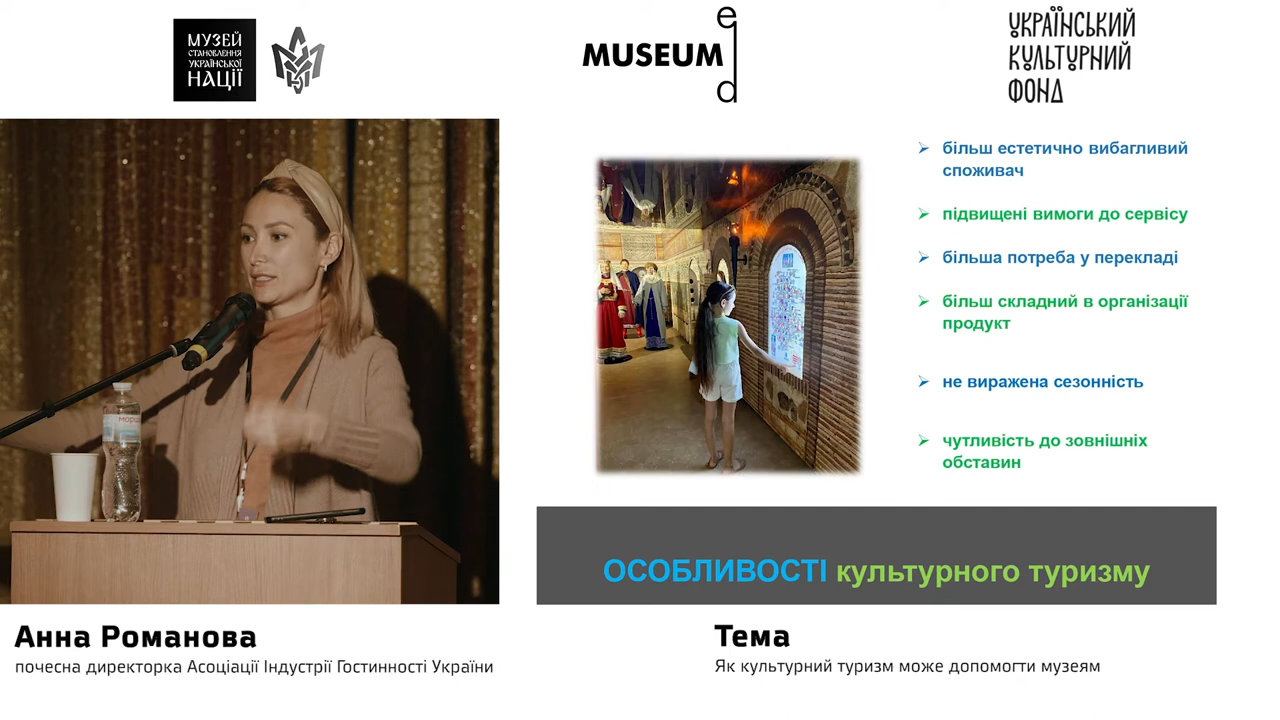 МУЗЕЙ
СТАНОВЛЕННЯ
УКРАЇНСЬКОЇ
НАЦІЇ
MUSEUM
ed
УКРАЇНСЬКИЙ
КУЛЬТУРНИЙ
ФОНД
більш естетично вибагливий
споживач
підвищені вимоги до сервісу
більша потреба у перекладі
більш складний в організації
продукт
не виражена сезонність
чутливість до зовнішніх
обставин
ОСОБЛИВОСТІ культурного туризму
Анна Романова
почесна директорка Асоціації Індустрії Гостинності України
Тема
Як культурний туризм може допомогти музеям